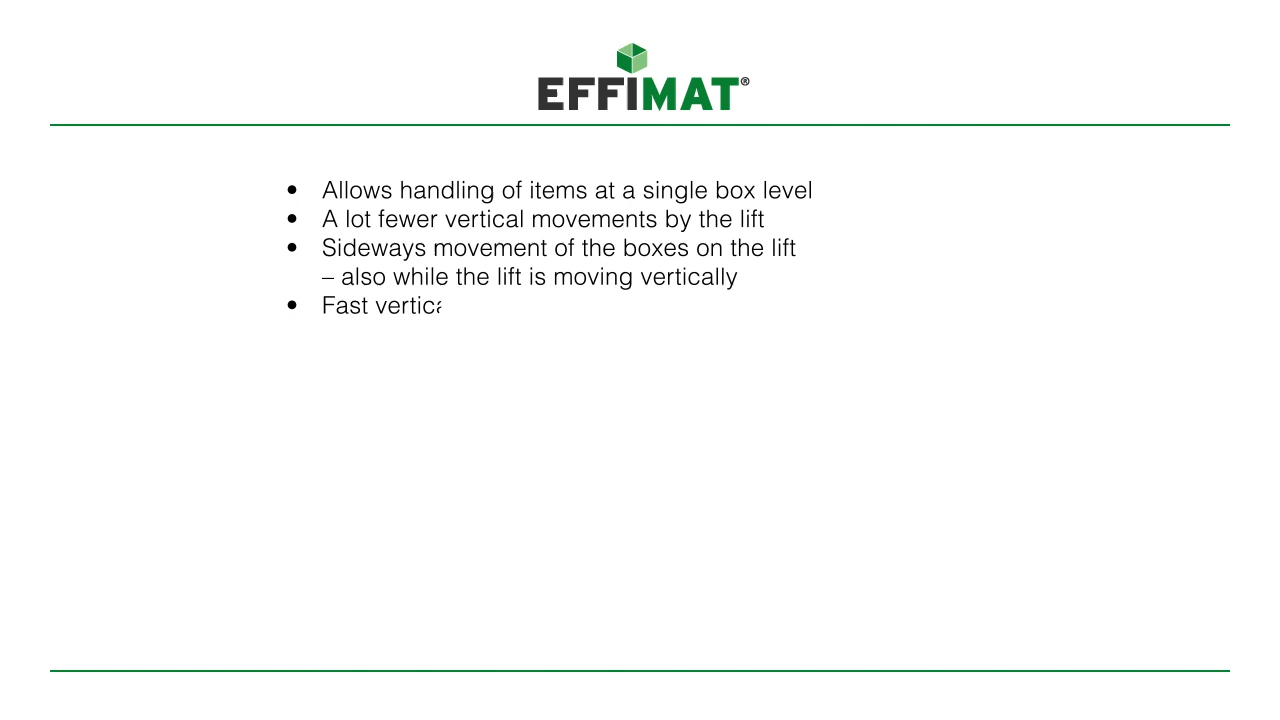 EFFIMAT®
• Allows handling of items at a single box level
• A lot fewer vertical movements by the lift
• Sideways movement of the boxes on the lift
– also while the lift is moving vertically
• Fast